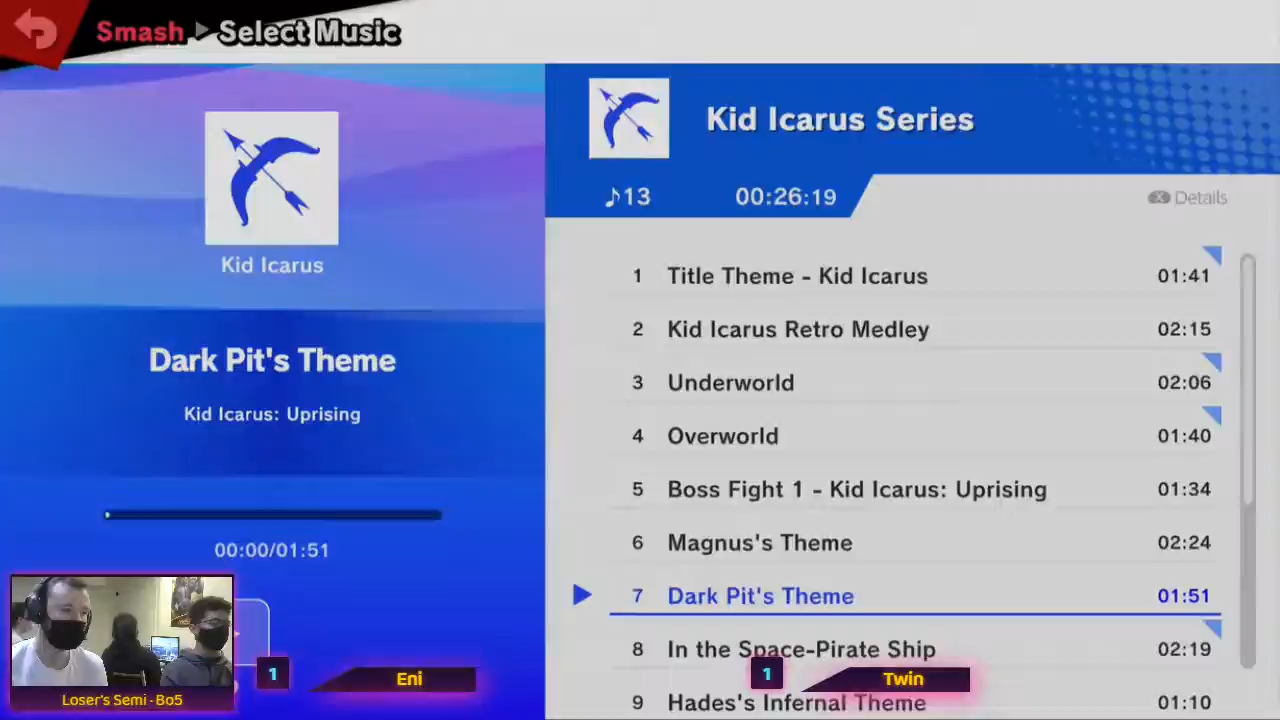 Smash ▶ Select Music
Kid Icarus
Dark Pit's Theme
Kid Icarus: Uprising
00:00/01:51
Kid Icarus Series
♪13 00:26:19
X Details
1 Title Theme - Kid Icarus 01:41
2 Kid Icarus Retro Medley 02:15
3 Underworld 02:06
4 Overworld 01:40
5 Boss Fight 1 - Kid Icarus: Uprising 01:34
6 Magnus's Theme 02:24
7 Dark Pit's Theme 01:51
8 In the Space-Pirate Ship 02:19
9 Hades's Infernal Theme 01:10
1 Eni
1 Twin
Loser's Semi - Bo5